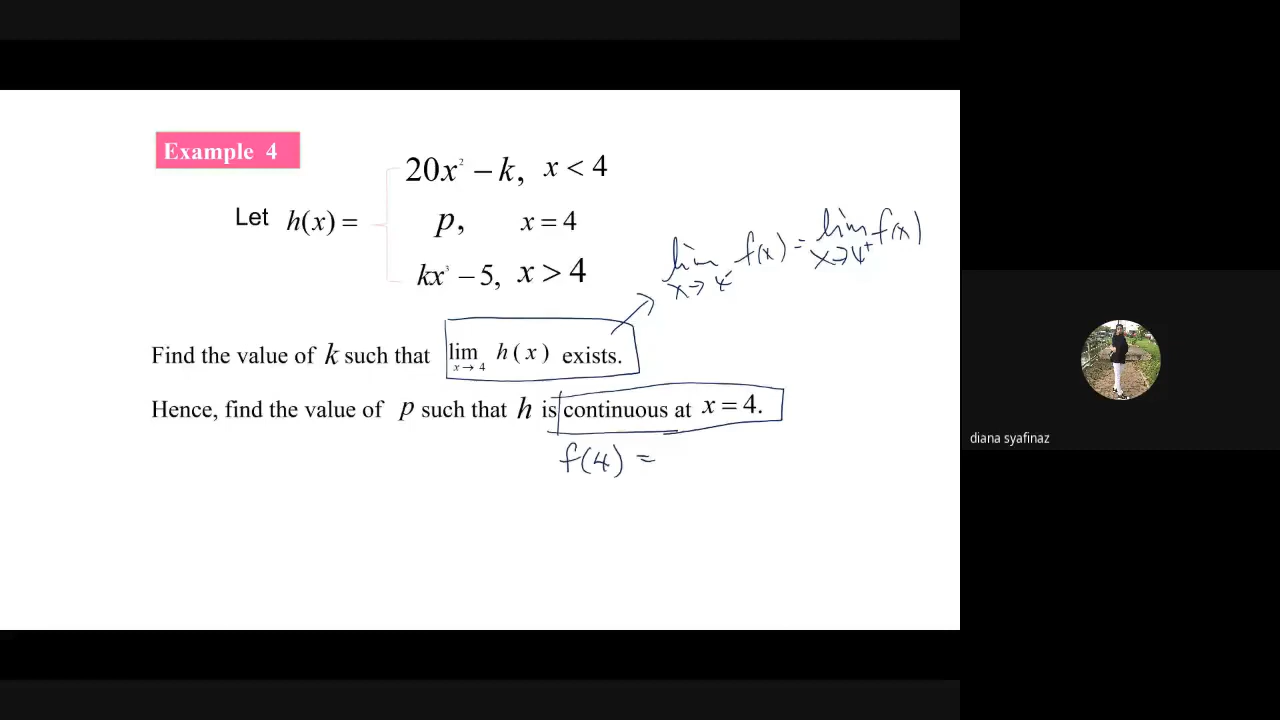 Example 4
20x² − k, x < 4
Let h(x) = p, x = 4
kx³ − 5, x > 4
lim x→4⁻ f(x) = lim x→4⁺ f(x)
Find the value of k such that lim x→4 h(x) exists.
Hence, find the value of p such that h is continuous at x = 4.
f(4) =
diana syafinaz